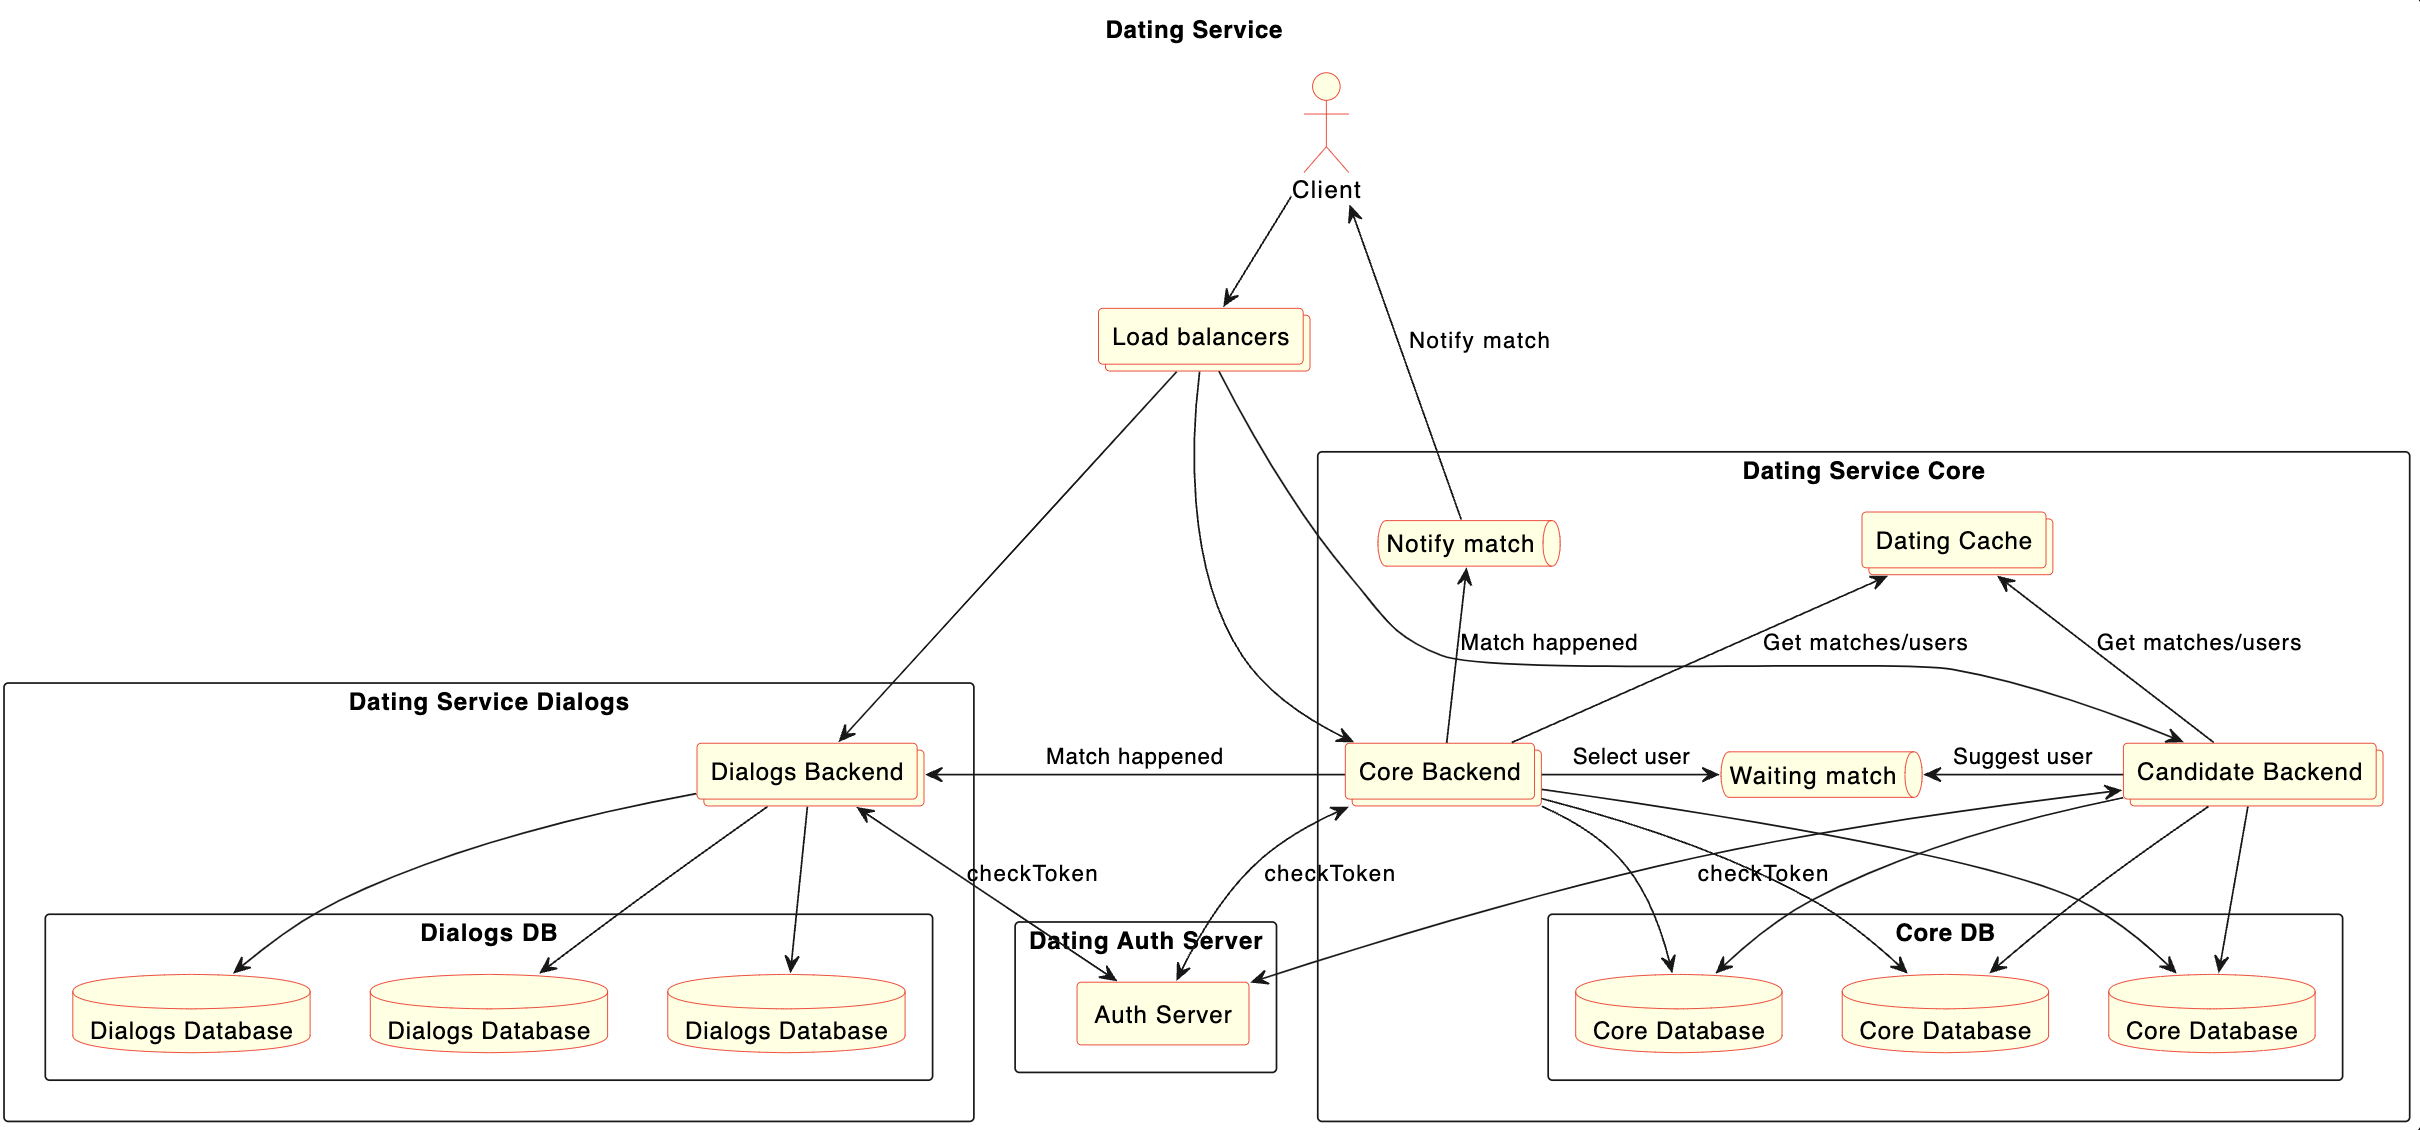 Dating Service
Client
Load balancers
Notify match
Dating Service Core
Notify match
Dating Cache
Match happened
Get matches/users
Get matches/users
Dating Service Dialogs
Dialogs Backend
Match happened
Core Backend
Select user
Waiting match
Suggest user
Candidate Backend
checkToken
checkToken
checkToken
Dialogs DB
Dating Auth Server
Core DB
Dialogs Database
Dialogs Database
Dialogs Database
Auth Server
Core Database
Core Database
Core Database